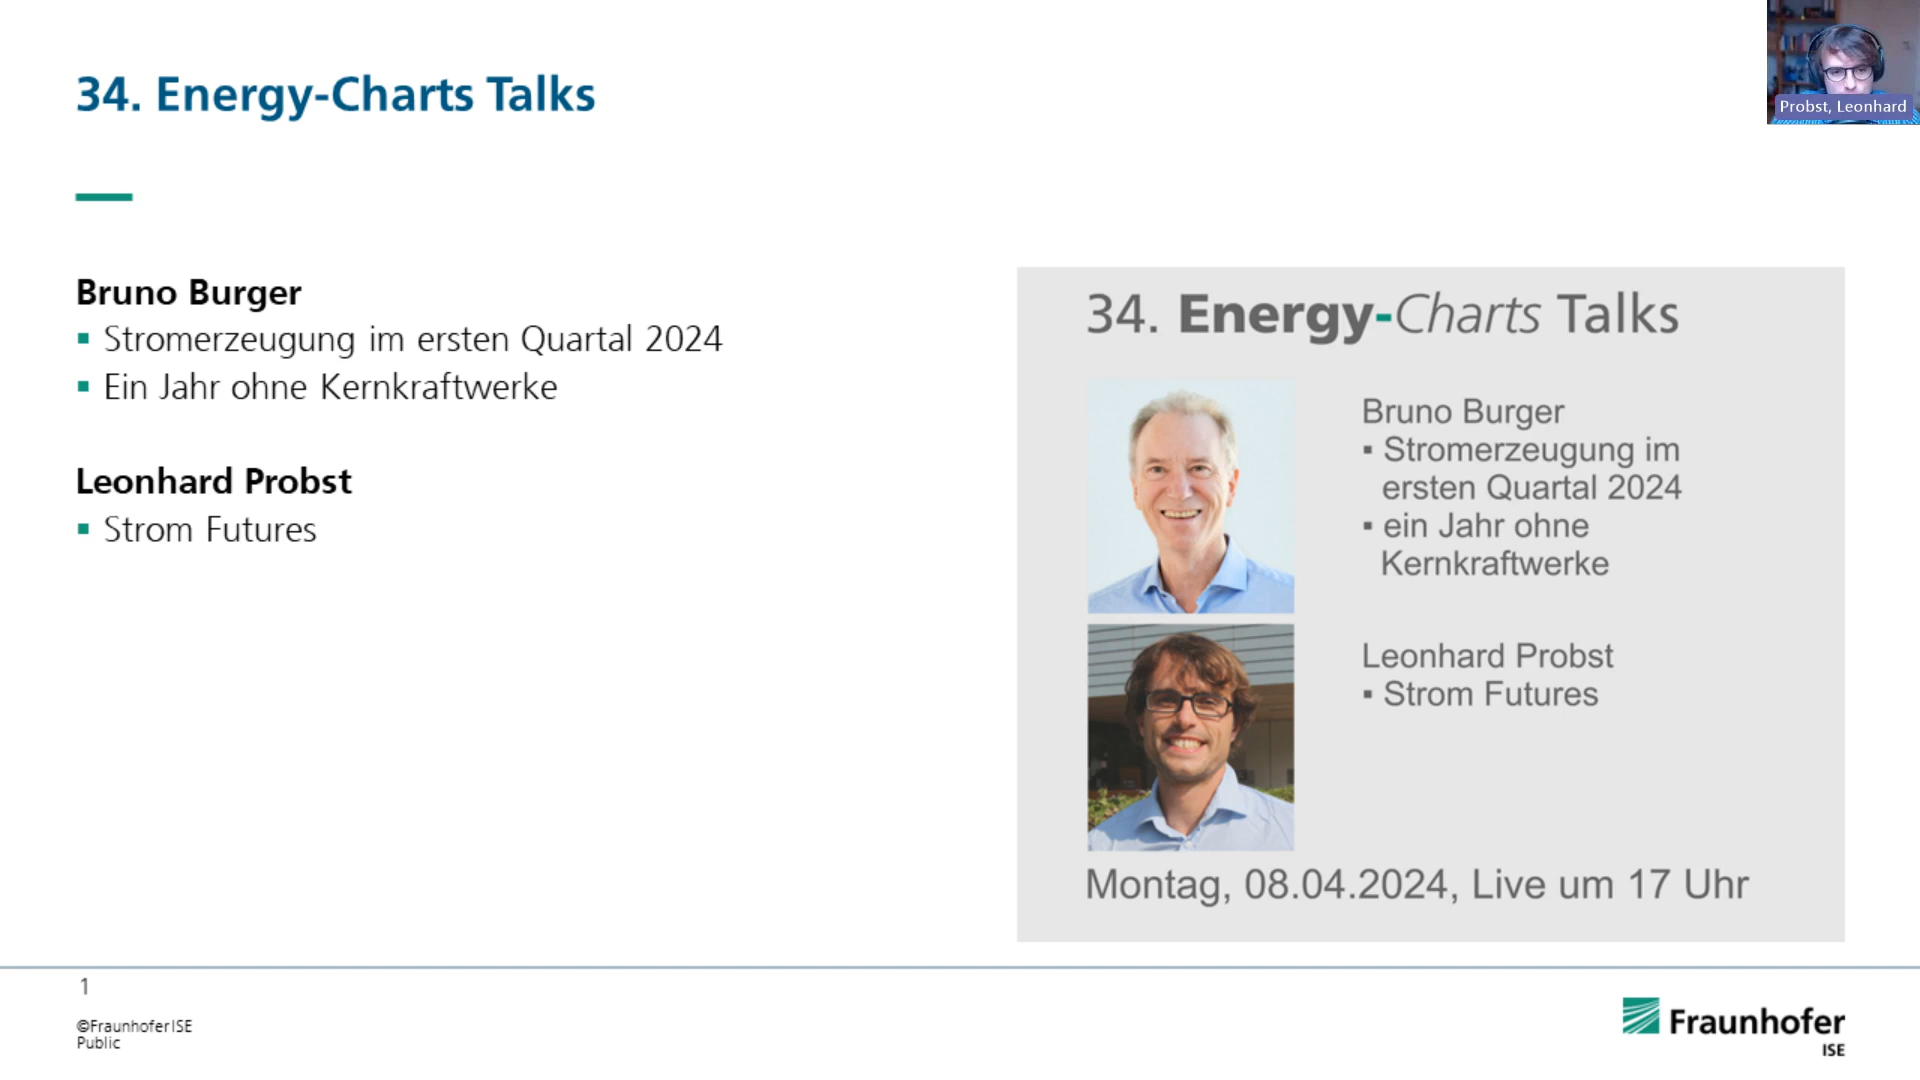 34. Energy-Charts Talks
Probst, Leonhard
Bruno Burger
▪ Stromerzeugung im ersten Quartal 2024
▪ Ein Jahr ohne Kernkraftwerke
Leonhard Probst
▪ Strom Futures
34. Energy-Charts Talks
Bruno Burger
▪ Stromerzeugung im
ersten Quartal 2024
▪ ein Jahr ohne
Kernkraftwerke
Leonhard Probst
▪ Strom Futures
Montag, 08.04.2024, Live um 17 Uhr
1
©Fraunhofer ISE
Public
Fraunhofer
ISE